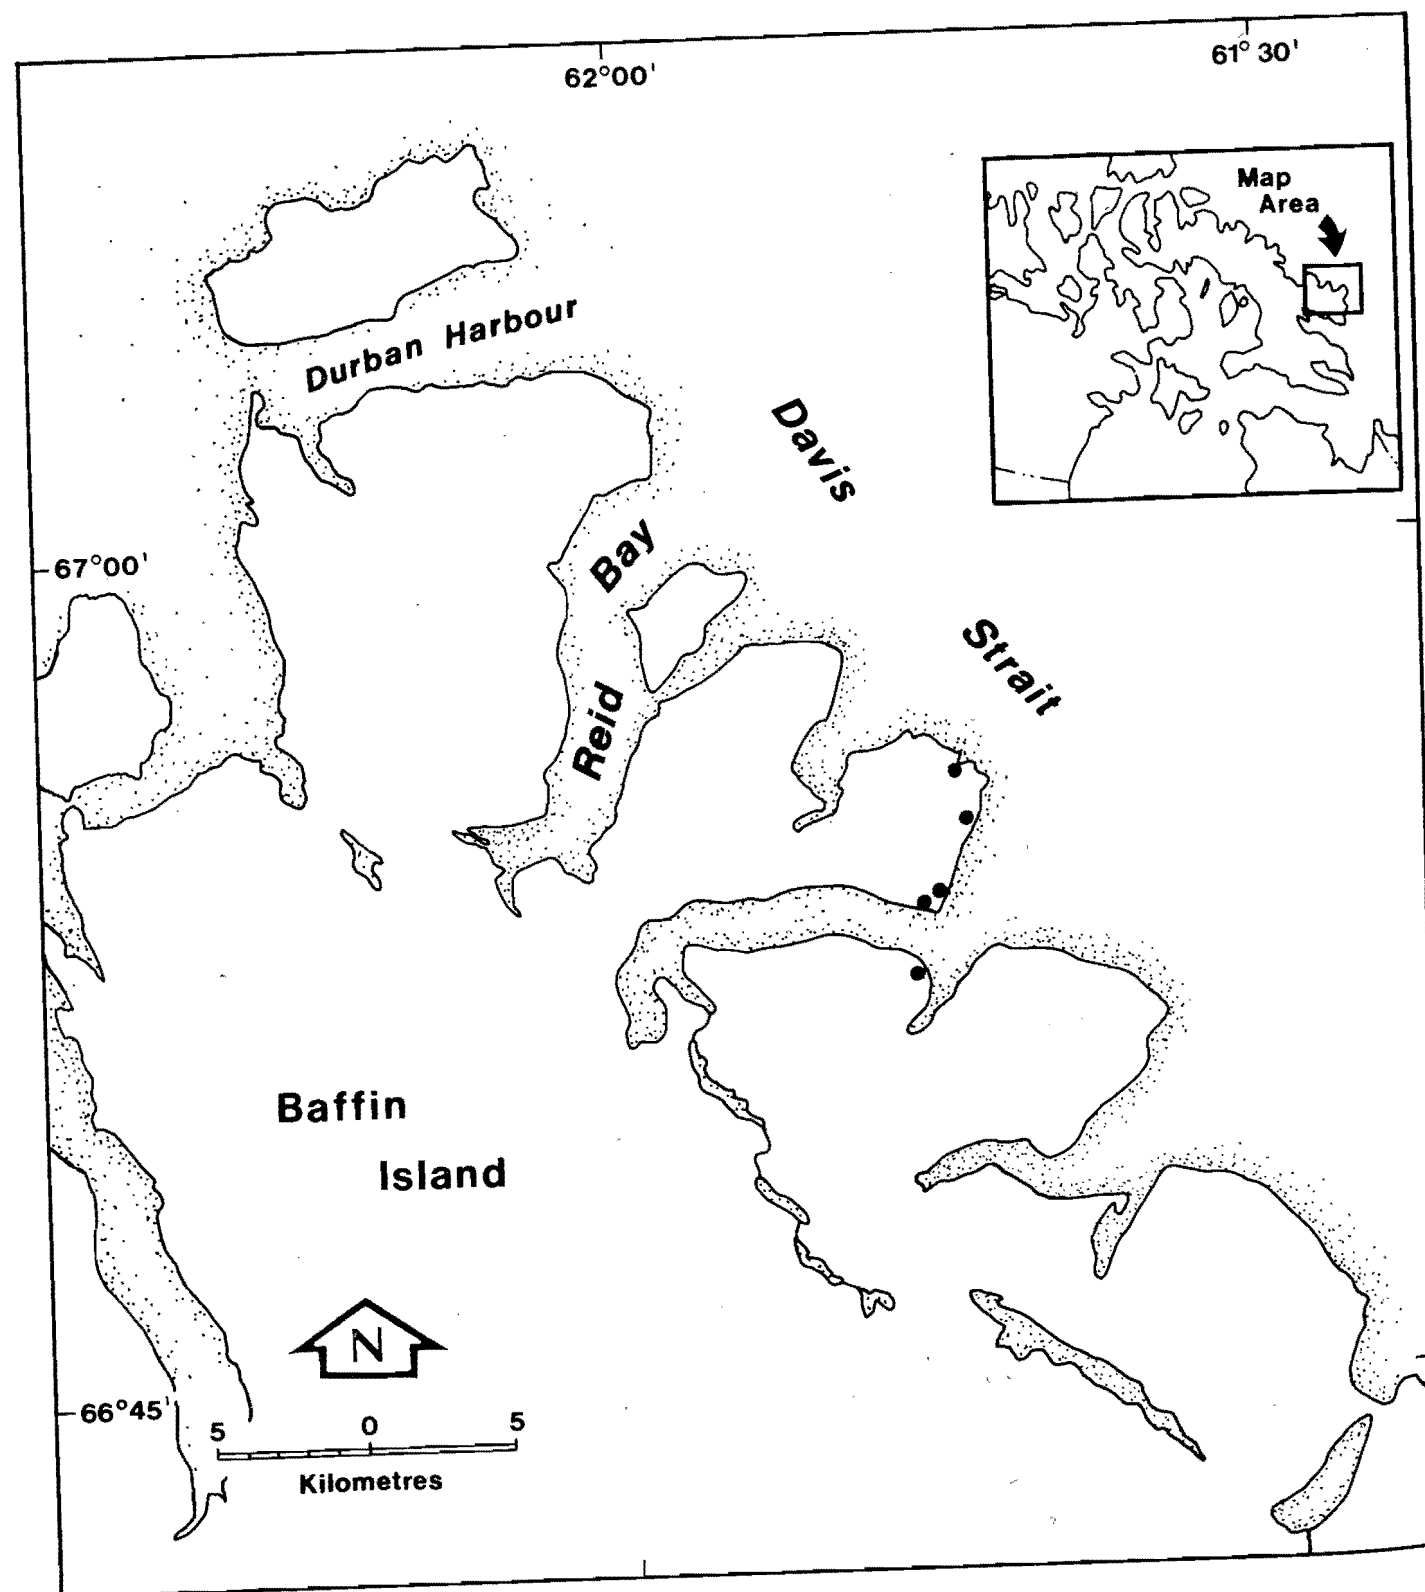 62°00'
61°30'
Map
Area
Durban Harbour
Davis
Bay
67°00'
Strait
Reid
Baffin
Island
N
66°45'
5 0 5
Kilometres